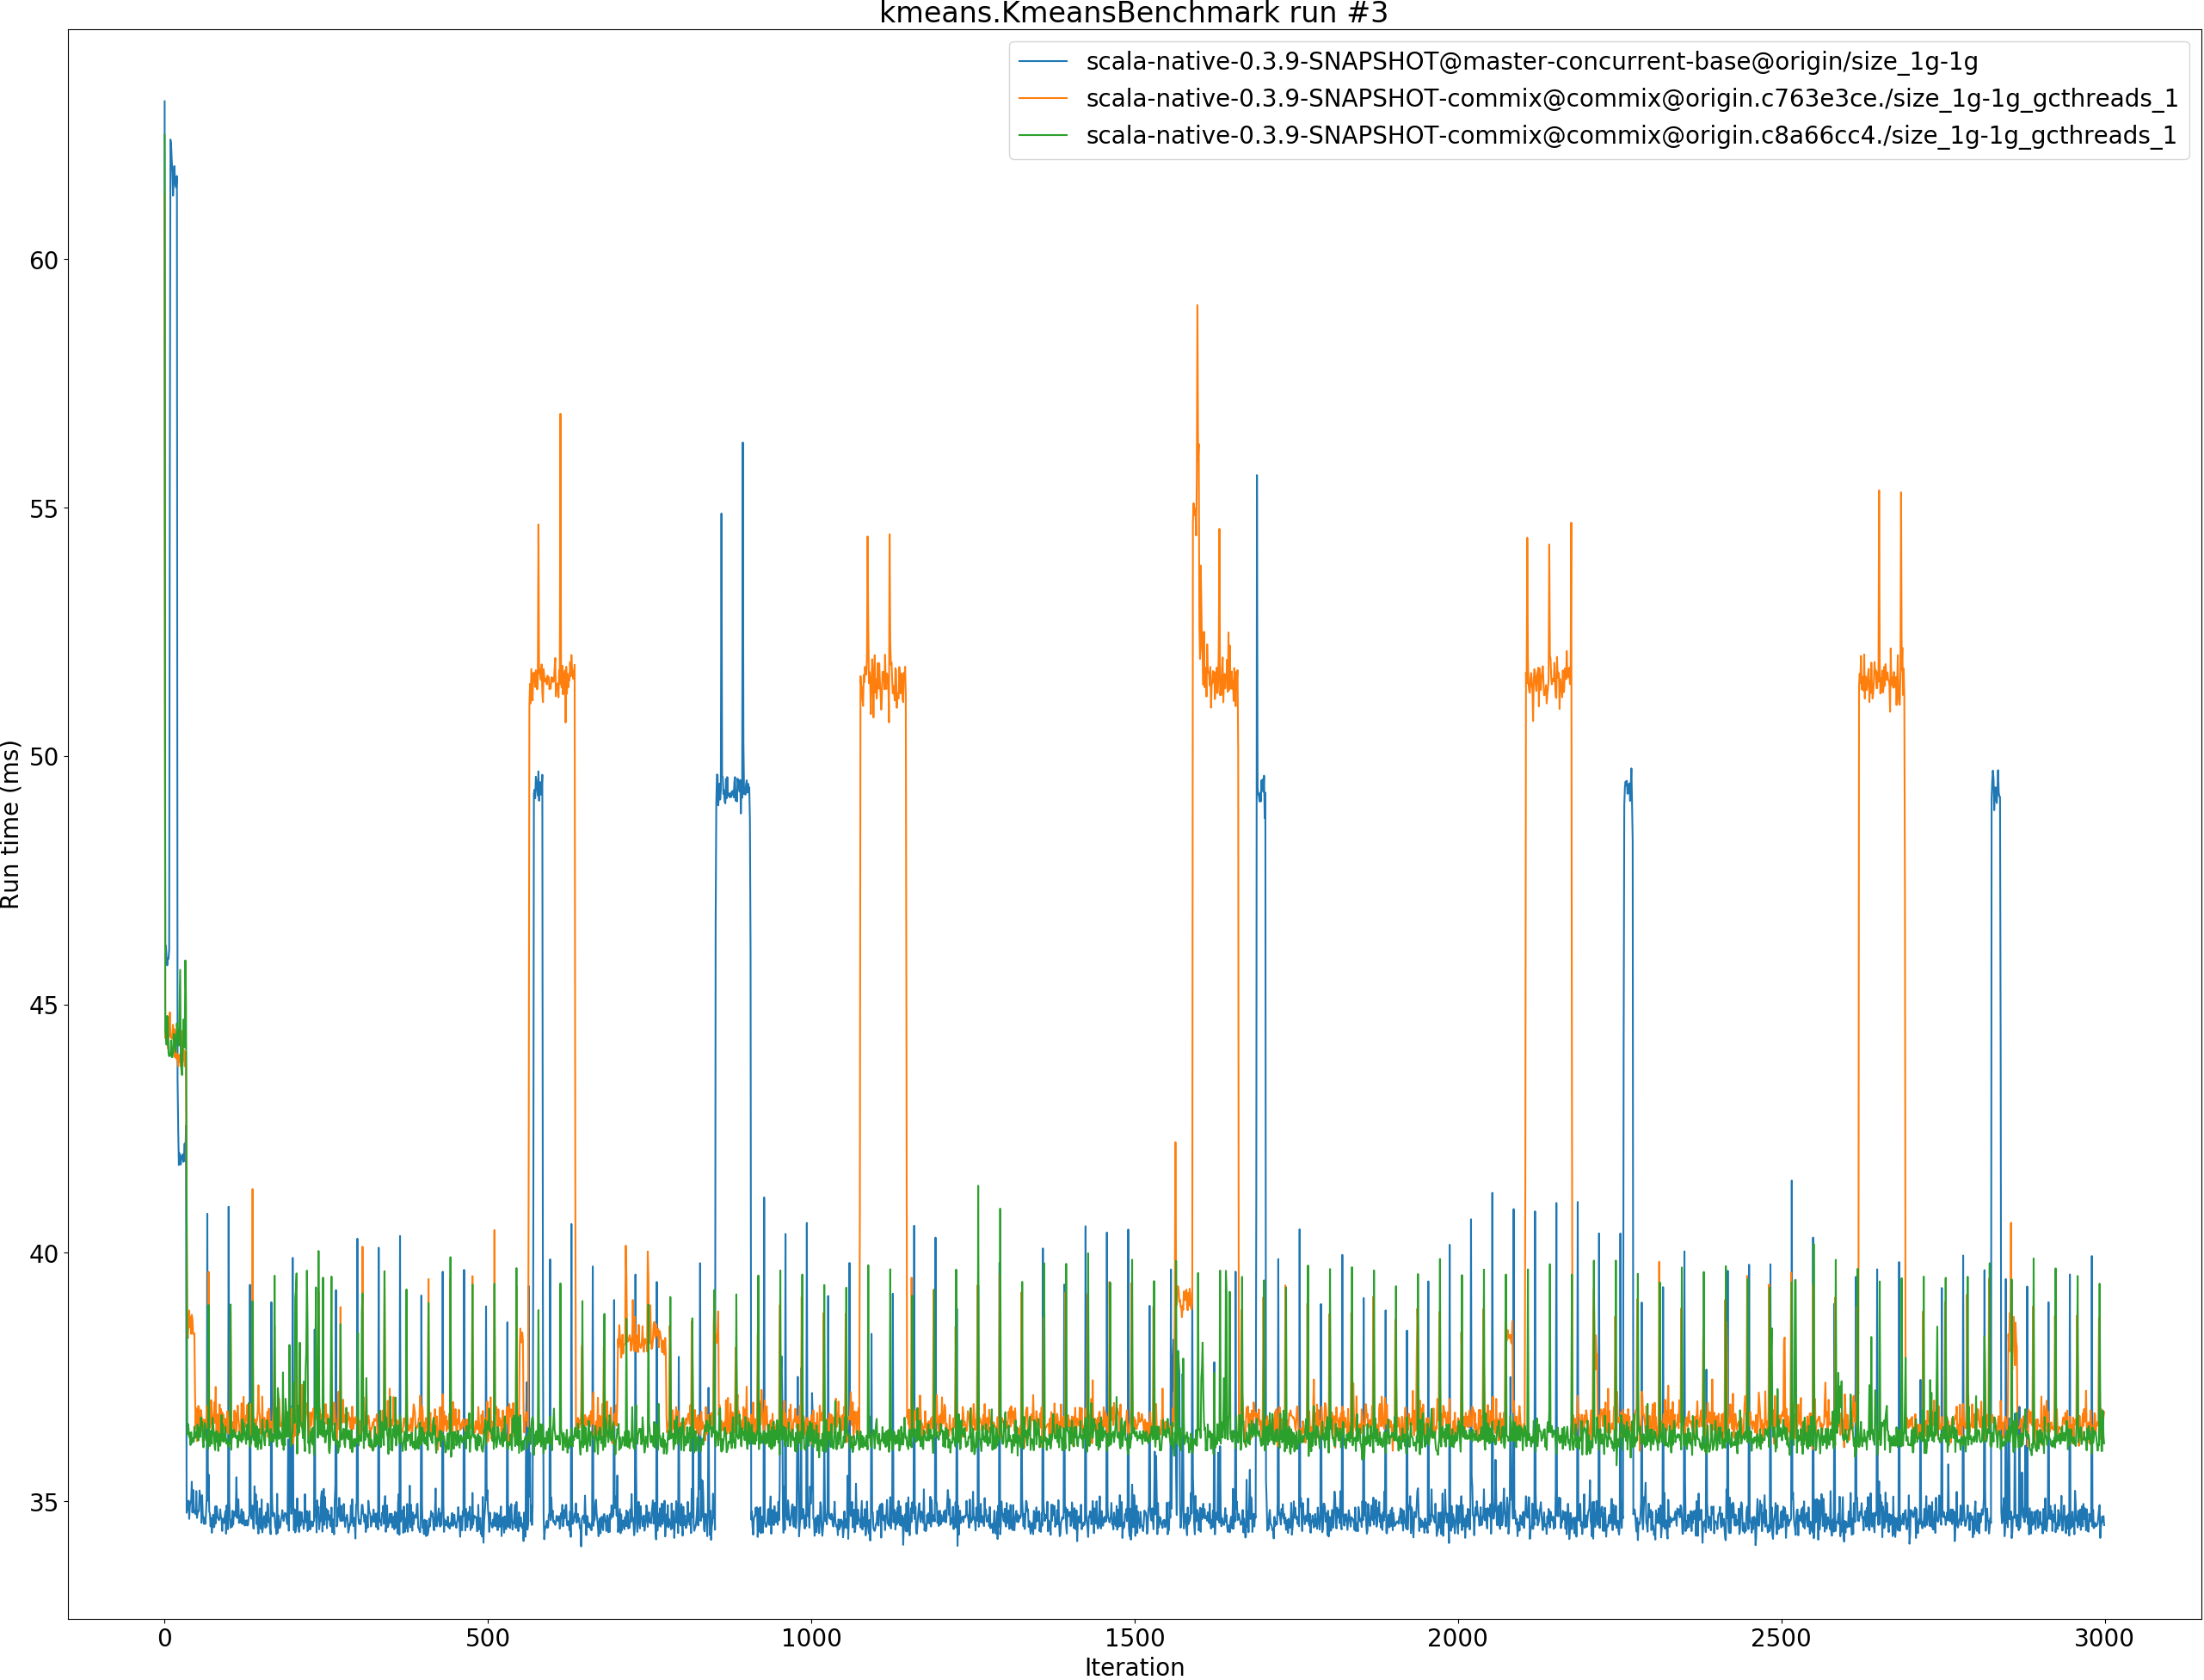 kmeans.KmeansBenchmark run #3
scala-native-0.3.9-SNAPSHOT@master-concurrent-base@origin/size_1g-1g
scala-native-0.3.9-SNAPSHOT-commix@commix@origin.c763e3ce./size_1g-1g_gcthreads_1
scala-native-0.3.9-SNAPSHOT-commix@commix@origin.c8a66cc4./size_1g-1g_gcthreads_1
60
55
50
45
40
35
Run time (ms)
0 500 1000 1500 2000 2500 3000
Iteration